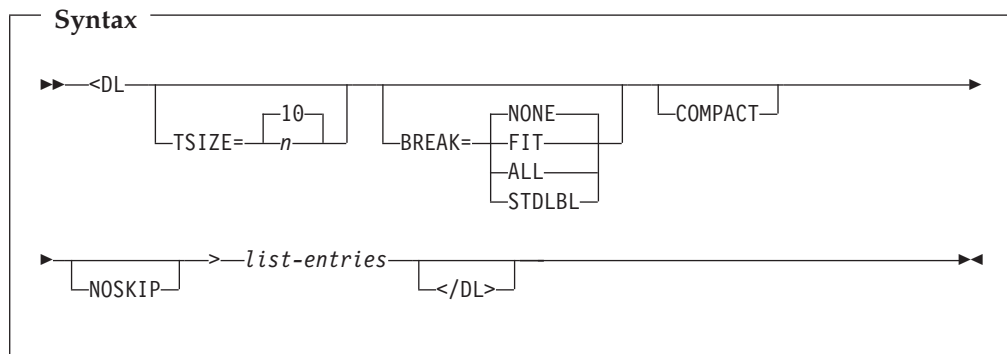 Syntax
<DL
TSIZE=
10
n
BREAK=
NONE
FIT
ALL
STDLBL
COMPACT
NOSKIP
>
list-entries
</DL>